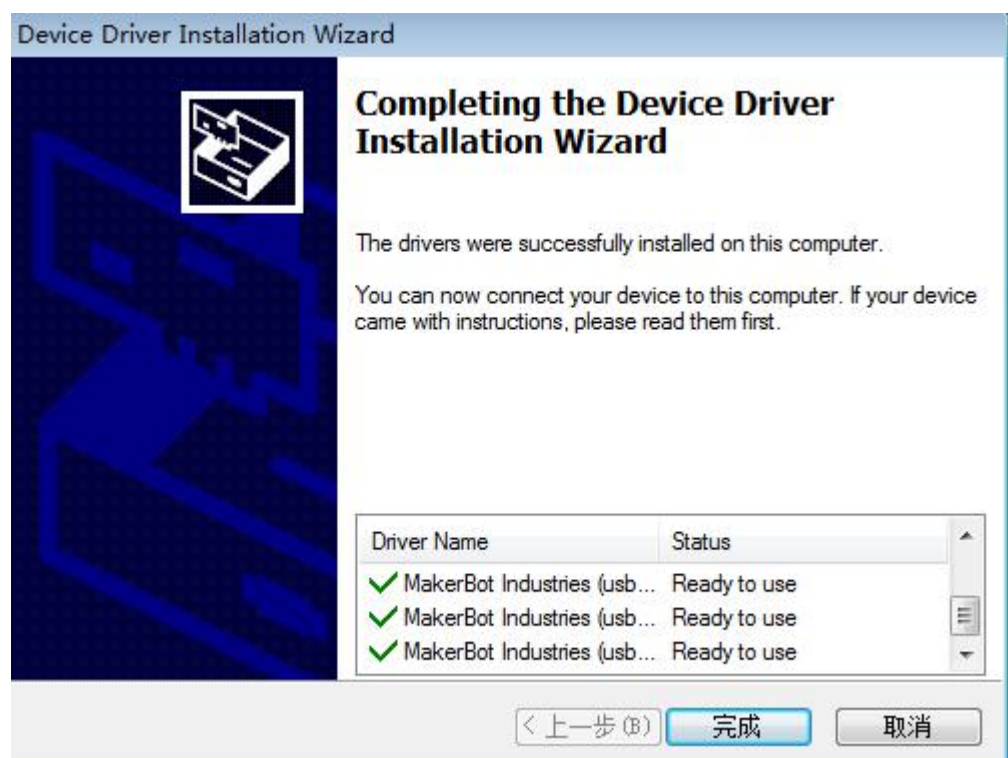 Device Driver Installation Wizard
Completing the Device Driver
Installation Wizard
The drivers were successfully installed on this computer.
You can now connect your device to this computer. If your device
came with instructions, please read them first.
Driver Name Status
MakerBot Industries (usb... Ready to use
MakerBot Industries (usb... Ready to use
MakerBot Industries (usb... Ready to use
< 上一步(B) 完成 取消